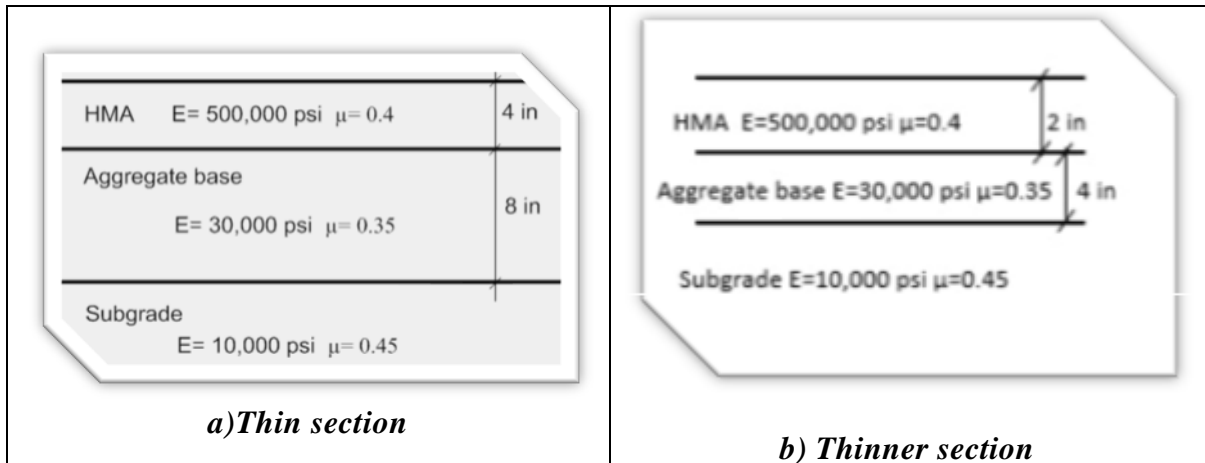 HMA E= 500,000 psi μ= 0.4
4 in
Aggregate base
E= 30,000 psi μ= 0.35
8 in
Subgrade
E= 10,000 psi μ= 0.45
a)Thin section
HMA E=500,000 psi μ=0.4
2 in
Aggregate base E=30,000 psi μ=0.35
4 in
Subgrade E=10,000 psi μ=0.45
b) Thinner section